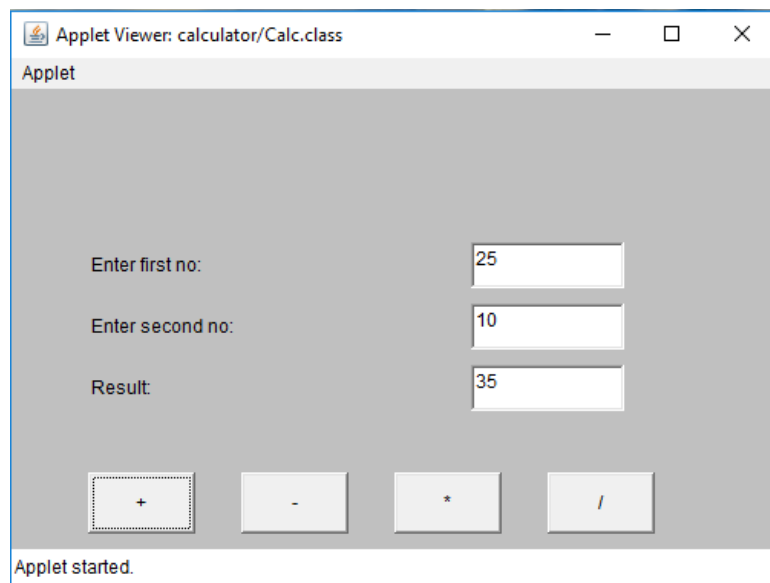 Applet Viewer: calculator/Calc.class
Applet
Enter first no: 25
Enter second no: 10
Result: 35
+ - * /
Applet started.